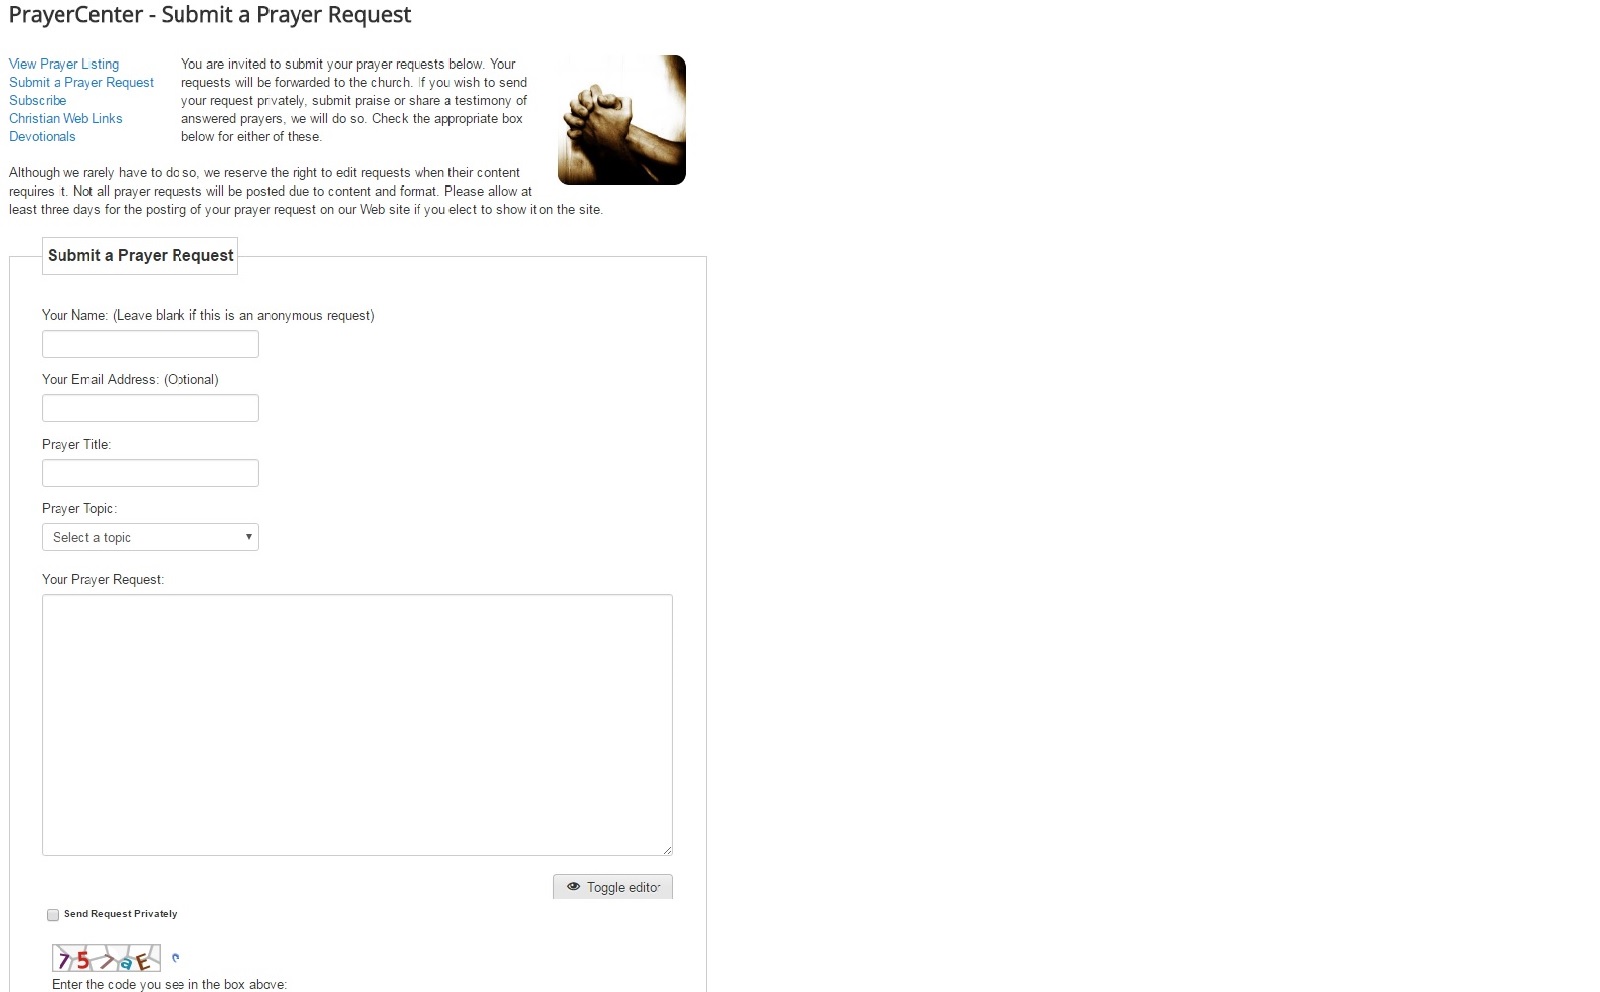 PrayerCenter - Submit a Prayer Request
View Prayer Listing
Submit a Prayer Request
Subscribe
Christian Web Links
Devotionals
You are invited to submit your prayer requests below. Your
requests will be forwarded to the church. If you wish to send
your request privately, submit praise or share a testimony of
answered prayers, we will do so. Check the appropriate box
below for either of these.
Although we rarely have to do so, we reserve the right to edit requests when their content
requires it. Not all prayer requests will be posted due to content and format. Please allow at
least three days for the posting of your prayer request on our Web site if you elect to show it on the site.
Submit a Prayer Request
Your Name: (Leave blank if this is an anonymous request)
Your Email Address: (Optional)
Prayer Title:
Prayer Topic:
Select a topic
Your Prayer Request:
Toggle editor
Send Request Privately
Enter the code you see in the box above: